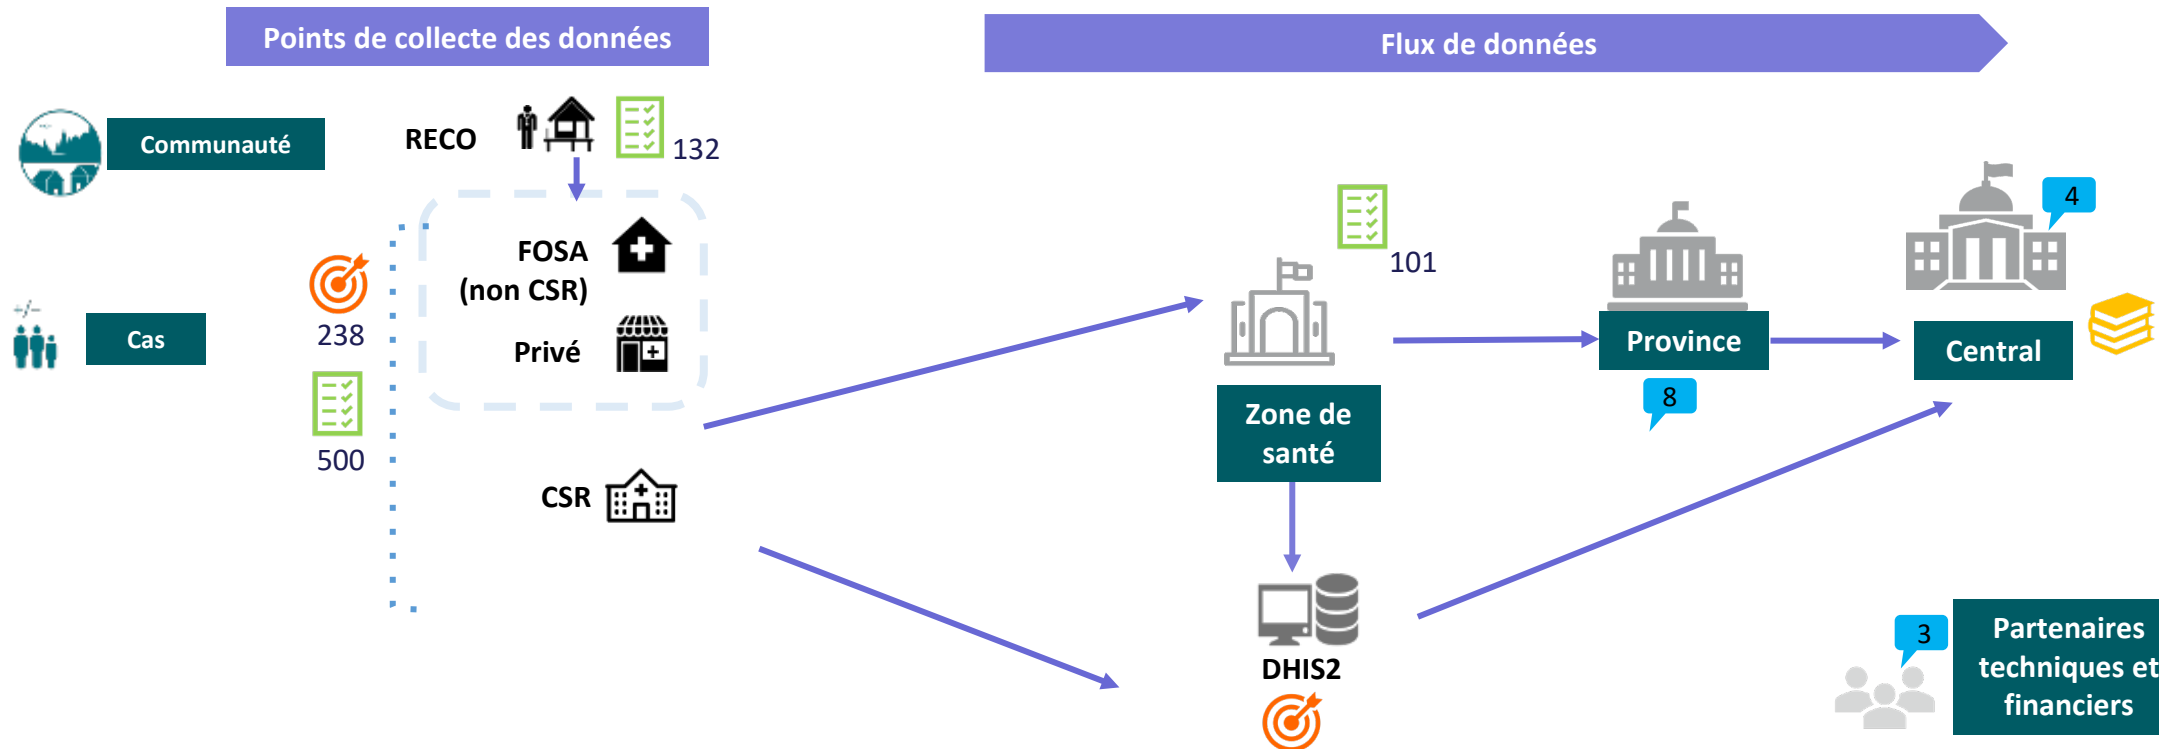 Points de collecte des données
Flux de données
Communauté
RECO
132
4
FOSA
(non CSR)
101
238
Privé
+/-
Cas
Province
Central
8
Zone de
santé
500
CSR
DHIS2
3
Partenaires
techniques et
financiers